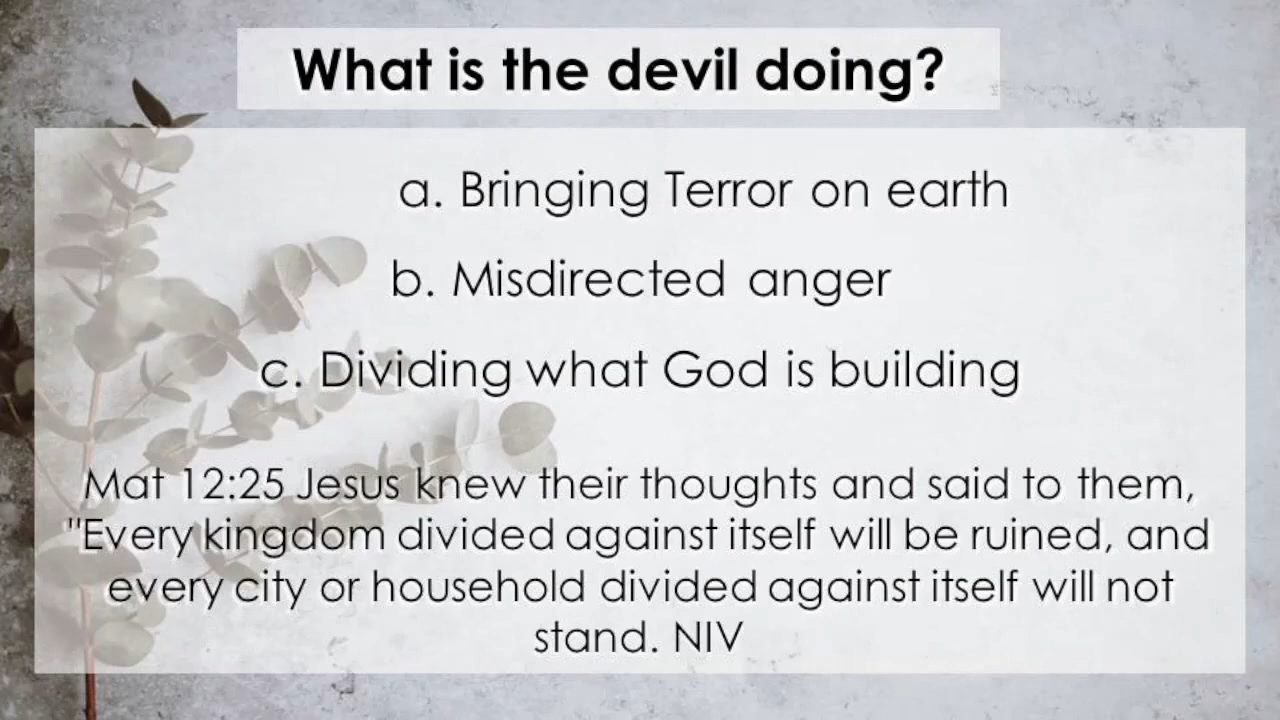 What is the devil doing?
a. Bringing Terror on earth
b. Misdirected anger
c. Dividing what God is building
Mat 12:25 Jesus knew their thoughts and said to them,
"Every kingdom divided against itself will be ruined, and
every city or household divided against itself will not
stand. NIV